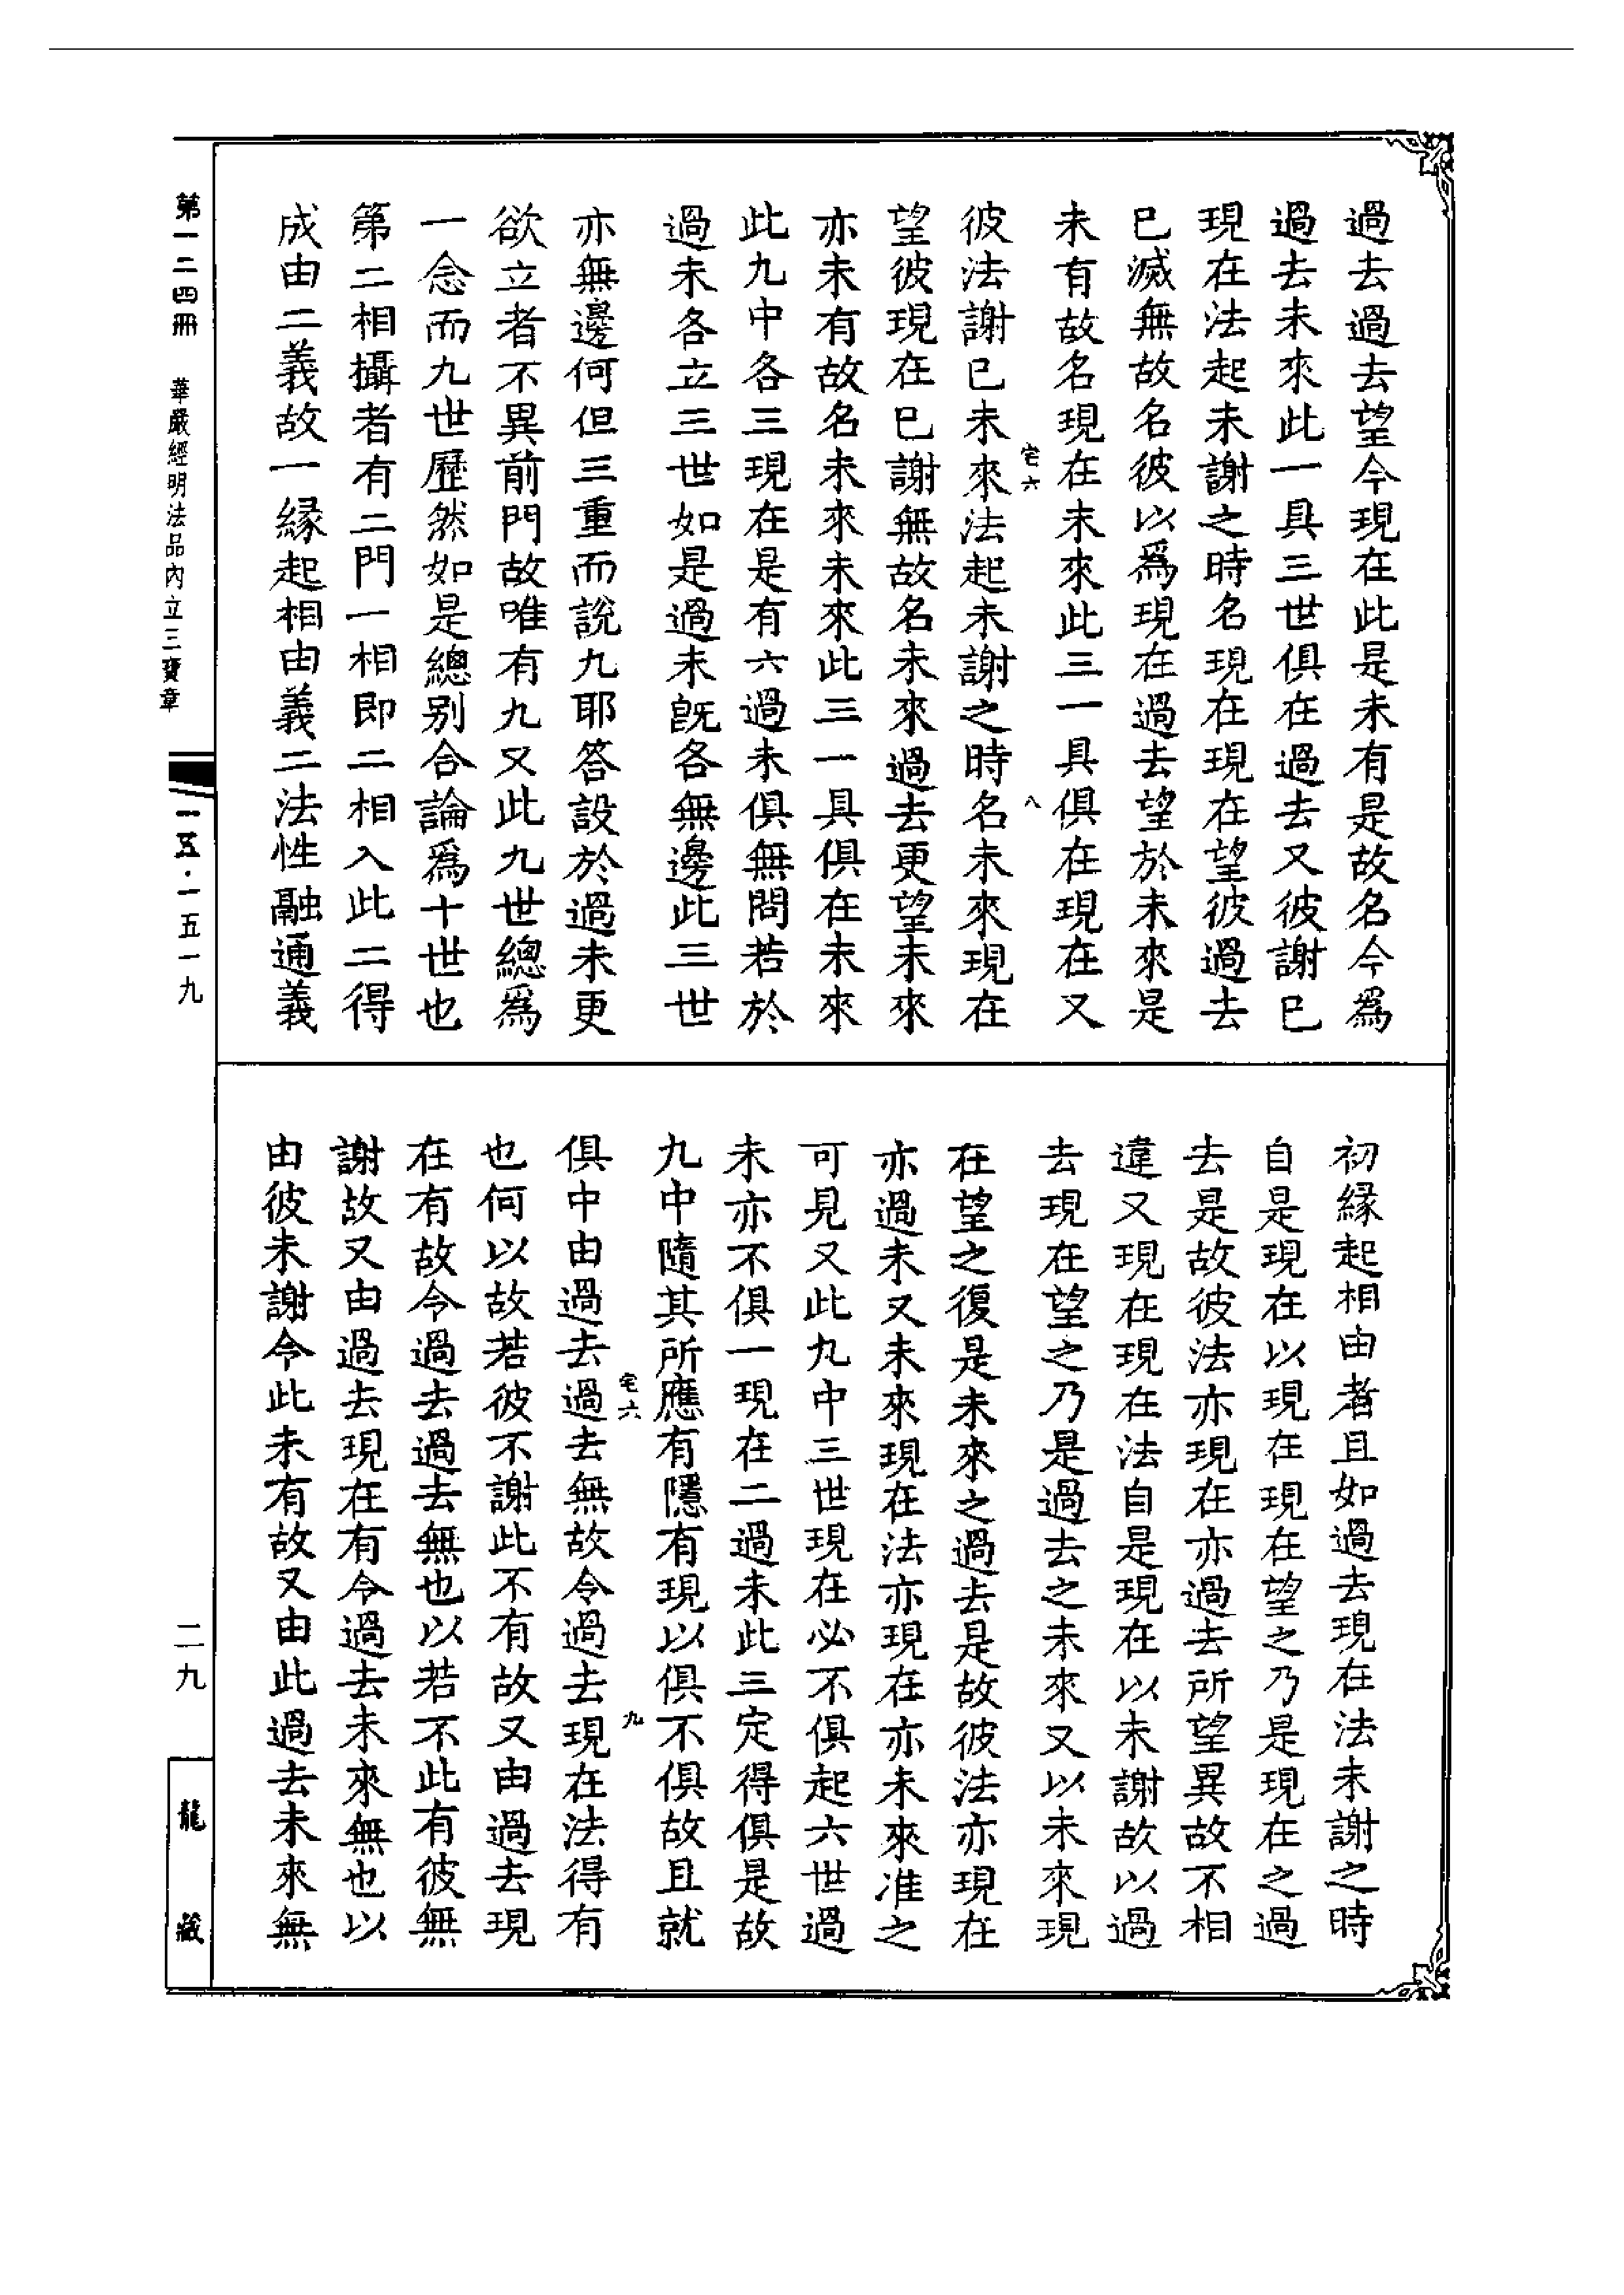 過去過去望今現在此是未有是故名今為
過去未來此一具三世俱在過去又彼謝已
現在法起未謝之時名現在現在望彼過去
已滅無故名彼以為現在過去望於未來是
未有故名現在未來此三一具俱在現在又
宅六
八
彼法謝已未來法起未謝之時名未來現在
望彼現在已謝無故名未來過去更望未來
亦未有故名未來未來此三一具俱在未來
此九中各三現在是有六過未俱無問若於
過未各立三世如是過未既各無邊此三世
亦無邊何但三重而說九耶答設於過未更
欲立者不異前門故唯有九又此九世總為
一念而九世歷然如是總別合論為十世也
第二相攝者有二門一相即二相入此二得
成由二義故一緣起相由義二法性融通義
初緣起相由者且如過去現在法未謝之時
自是現在以現在現在望之乃是現在之過
去是故彼法亦現在亦過去所望異故不相
違又現在現在法自是現在以未謝故以過
去現在望之乃是過去之未來又以未來現
在望之復是未來之過去是故彼法亦現在
亦過未又未來現在法亦現在亦未來准之
可見又此九中三世現在必不俱起六世過
未亦不俱一現在二過未此三定得俱是故
九中隨其所應有隱有現以俱不俱故且就
宅六
九
俱中由過去過去無故令過去現在法得有
也何以故若彼不謝此不有故又由過去現
在有故令過去過去無也以若不此有彼無
謝故又由過去現在有令過去未來無也以
由彼未謝令此未有故又由此過去未來無
第一二四冊
華嚴經明法品內立三寶章
一五·一五一九
二九
龍藏